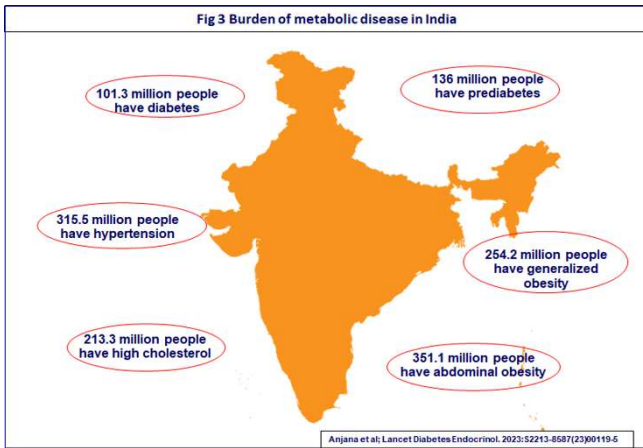 Fig 3 Burden of metabolic disease in India
101.3 million people
have diabetes
136 million people
have prediabetes
315.5 million people
have hypertension
254.2 million people
have generalized
obesity
213.3 million people
have high cholesterol
351.1 million people
have abdominal obesity
Anjana et al; Lancet Diabetes Endocrinol. 2023:S2213-8587(23)00119-5